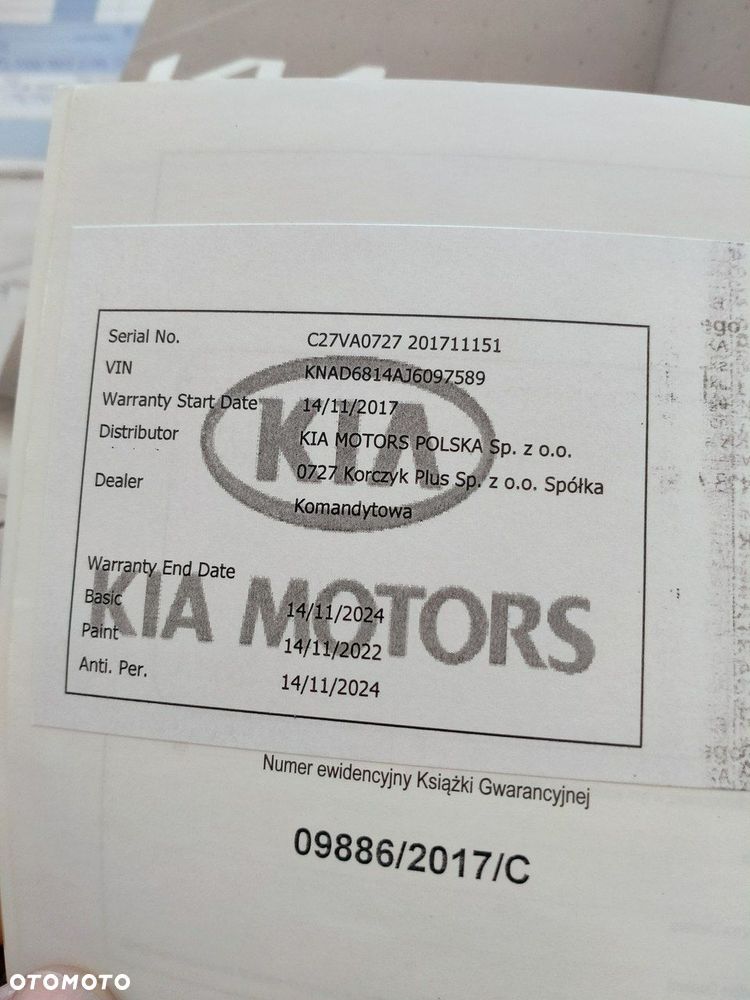 Serial No. C27VA0727 201711151
VIN KNAD6814AJ6097589
Warranty Start Date 14/11/2017
Distributor KIA MOTORS POLSKA Sp. z o.o.
Dealer 0727 Korczyk Plus Sp. z o.o. Spółka
Komandytowa
KIA
Warranty End Date
Basic 14/11/2024
KIA MOTORS
Paint 14/11/2022
Anti. Per. 14/11/2024
Numer ewidencyjny Książki Gwarancyjnej
09886/2017/C
OTOMOTO